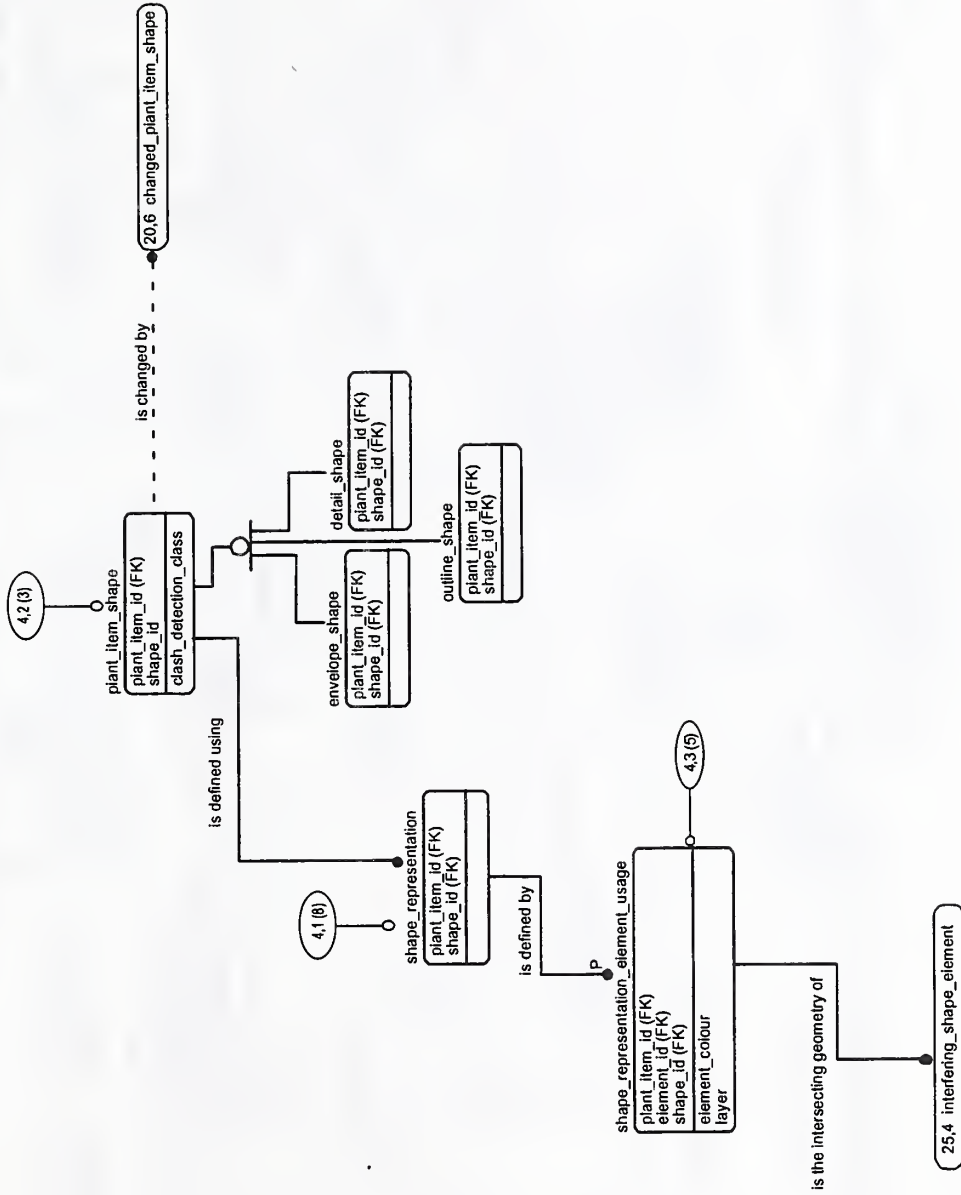 4,2 (3)
plant_item_shape
plant_item_id (FK)
shape_id
clash_detection_class
is changed by
20,6 changed_plant_item_shape
is defined using
envelope_shape
plant_item_id (FK)
shape_id (FK)
detail_shape
plant_item_id (FK)
shape_id (FK)
outline_shape
plant_item_id (FK)
shape_id (FK)
4,1 (8)
shape_representation
plant_item_id (FK)
shape_id (FK)
is defined by
P
shape_representation_element_usage
plant_item_id (FK)
element_id (FK)
shape_id (FK)
element_colour
layer
4,3 (5)
is the intersecting geometry of
25,4 interfering_shape_element